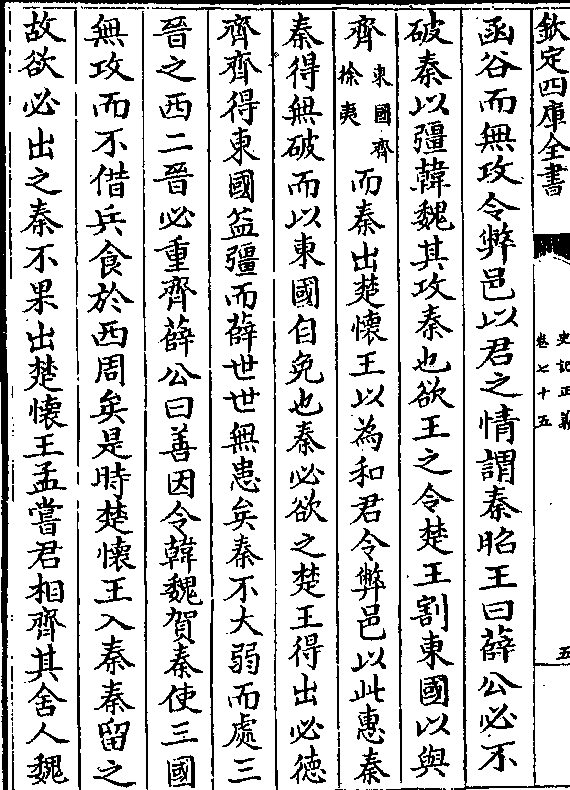 欽定四庫全書
史記正義
卷七十五
五
函谷而無攻令弊邑以君之情謂秦昭王曰薛公必不
破秦以彊韓魏其攻秦也欲王之令楚王割東國以與
齊東國齊徐夷而秦出楚懷王以為和君令弊邑以此惠秦
秦得無破而以東國自免也秦必欲之楚王得出必德
齊齊得東國益彊而薛世世無患矣秦不大弱而處三
晉之西二晉必重齊薛公曰善因令韓魏賀秦使三國
無攻而不借兵食於西周矣是時楚懷王入秦秦留之
故欲必出之秦不果出楚懷王孟嘗君相齊其舍人魏